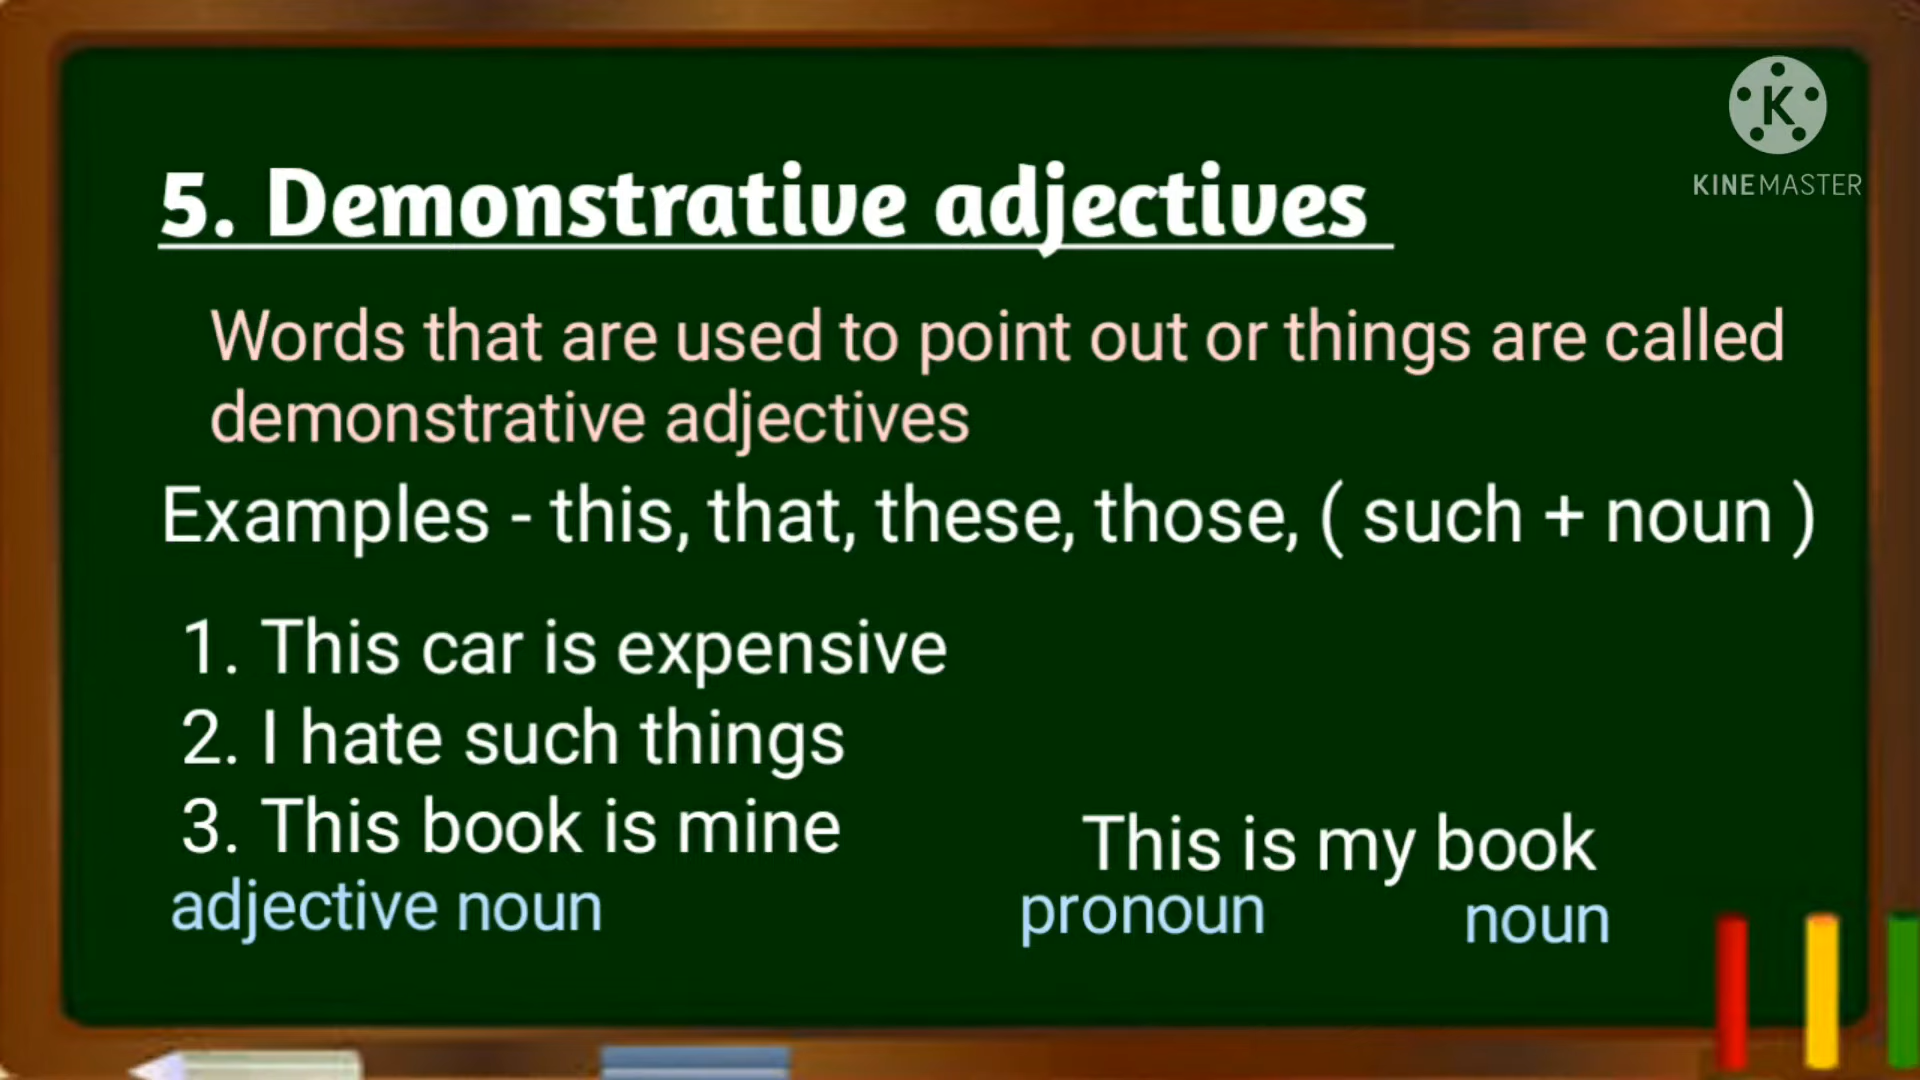 K
KINEMASTER
5. Demonstrative adjectives
Words that are used to point out or things are called
demonstrative adjectives
Examples - this, that, these, those, ( such + noun )
1. This car is expensive
2. I hate such things
3. This book is mine
This is my book
adjective noun
pronoun noun